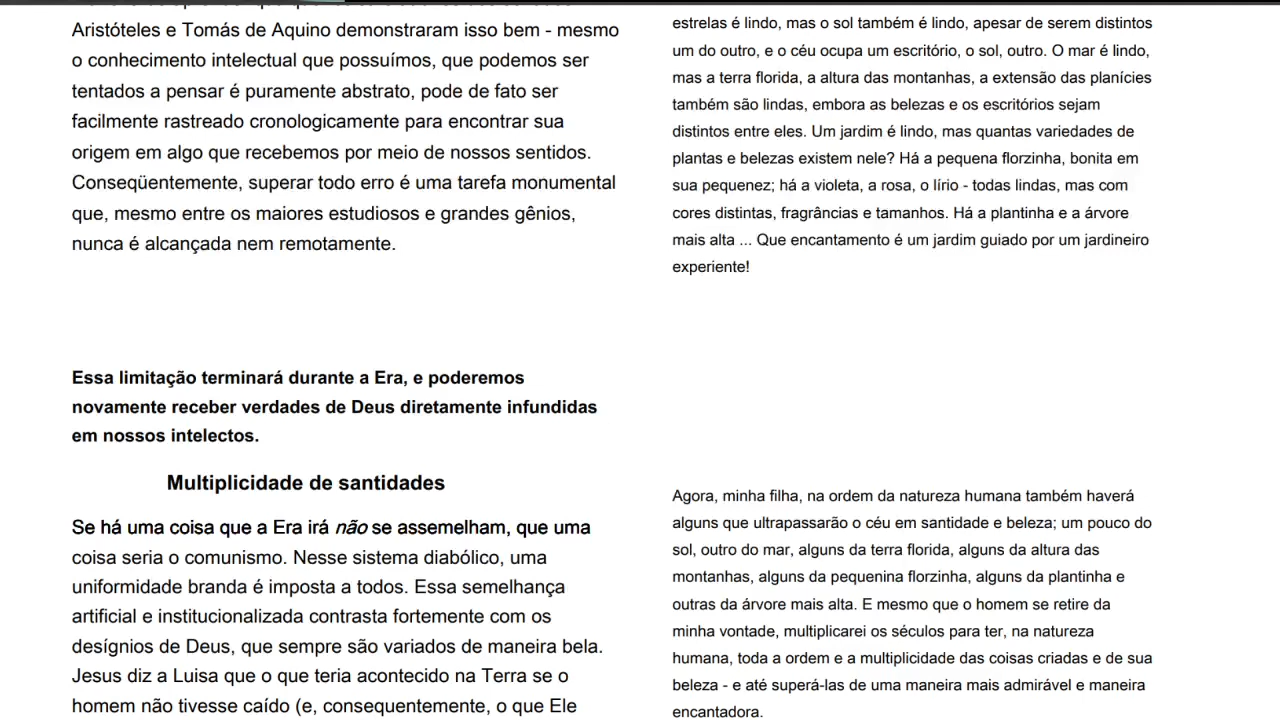 Aristóteles e Tomás de Aquino demonstraram isso bem - mesmo
o conhecimento intelectual que possuímos, que podemos ser
tentados a pensar é puramente abstrato, pode de fato ser
facilmente rastreado cronologicamente para encontrar sua
origem em algo que recebemos por meio de nossos sentidos.
Conseqüentemente, superar todo erro é uma tarefa monumental
que, mesmo entre os maiores estudiosos e grandes gênios,
nunca é alcançada nem remotamente.
Essa limitação terminará durante a Era, e poderemos
novamente receber verdades de Deus diretamente infundidas
em nossos intelectos.
Multiplicidade de santidades
Se há uma coisa que a Era irá não se assemelham, que uma
coisa seria o comunismo. Nesse sistema diabólico, uma
uniformidade branda é imposta a todos. Essa semelhança
artificial e institucionalizada contrasta fortemente com os
desígnios de Deus, que sempre são variados de maneira bela.
Jesus diz a Luisa que o que teria acontecido na Terra se o
homem não tivesse caído (e, consequentemente, o que Ele
estrelas é lindo, mas o sol também é lindo, apesar de serem distintos
um do outro, e o céu ocupa um escritório, o sol, outro. O mar é lindo,
mas a terra florida, a altura das montanhas, a extensão das planícies
também são lindas, embora as belezas e os escritórios sejam
distintos entre eles. Um jardim é lindo, mas quantas variedades de
plantas e belezas existem nele? Há a pequena florzinha, bonita em
sua pequenez; há a violeta, a rosa, o lírio - todas lindas, mas com
cores distintas, fragrâncias e tamanhos. Há a plantinha e a árvore
mais alta ... Que encantamento é um jardim guiado por um jardineiro
experiente!
Agora, minha filha, na ordem da natureza humana também haverá
alguns que ultrapassarão o céu em santidade e beleza; um pouco do
sol, outro do mar, alguns da terra florida, alguns da altura das
montanhas, alguns da pequenina florzinha, alguns da plantinha e
outras da árvore mais alta. E mesmo que o homem se retire da
minha vontade, multiplicarei os séculos para ter, na natureza
humana, toda a ordem e a multiplicidade das coisas criadas e de sua
beleza - e até superá-las de uma maneira mais admirável e maneira
encantadora.